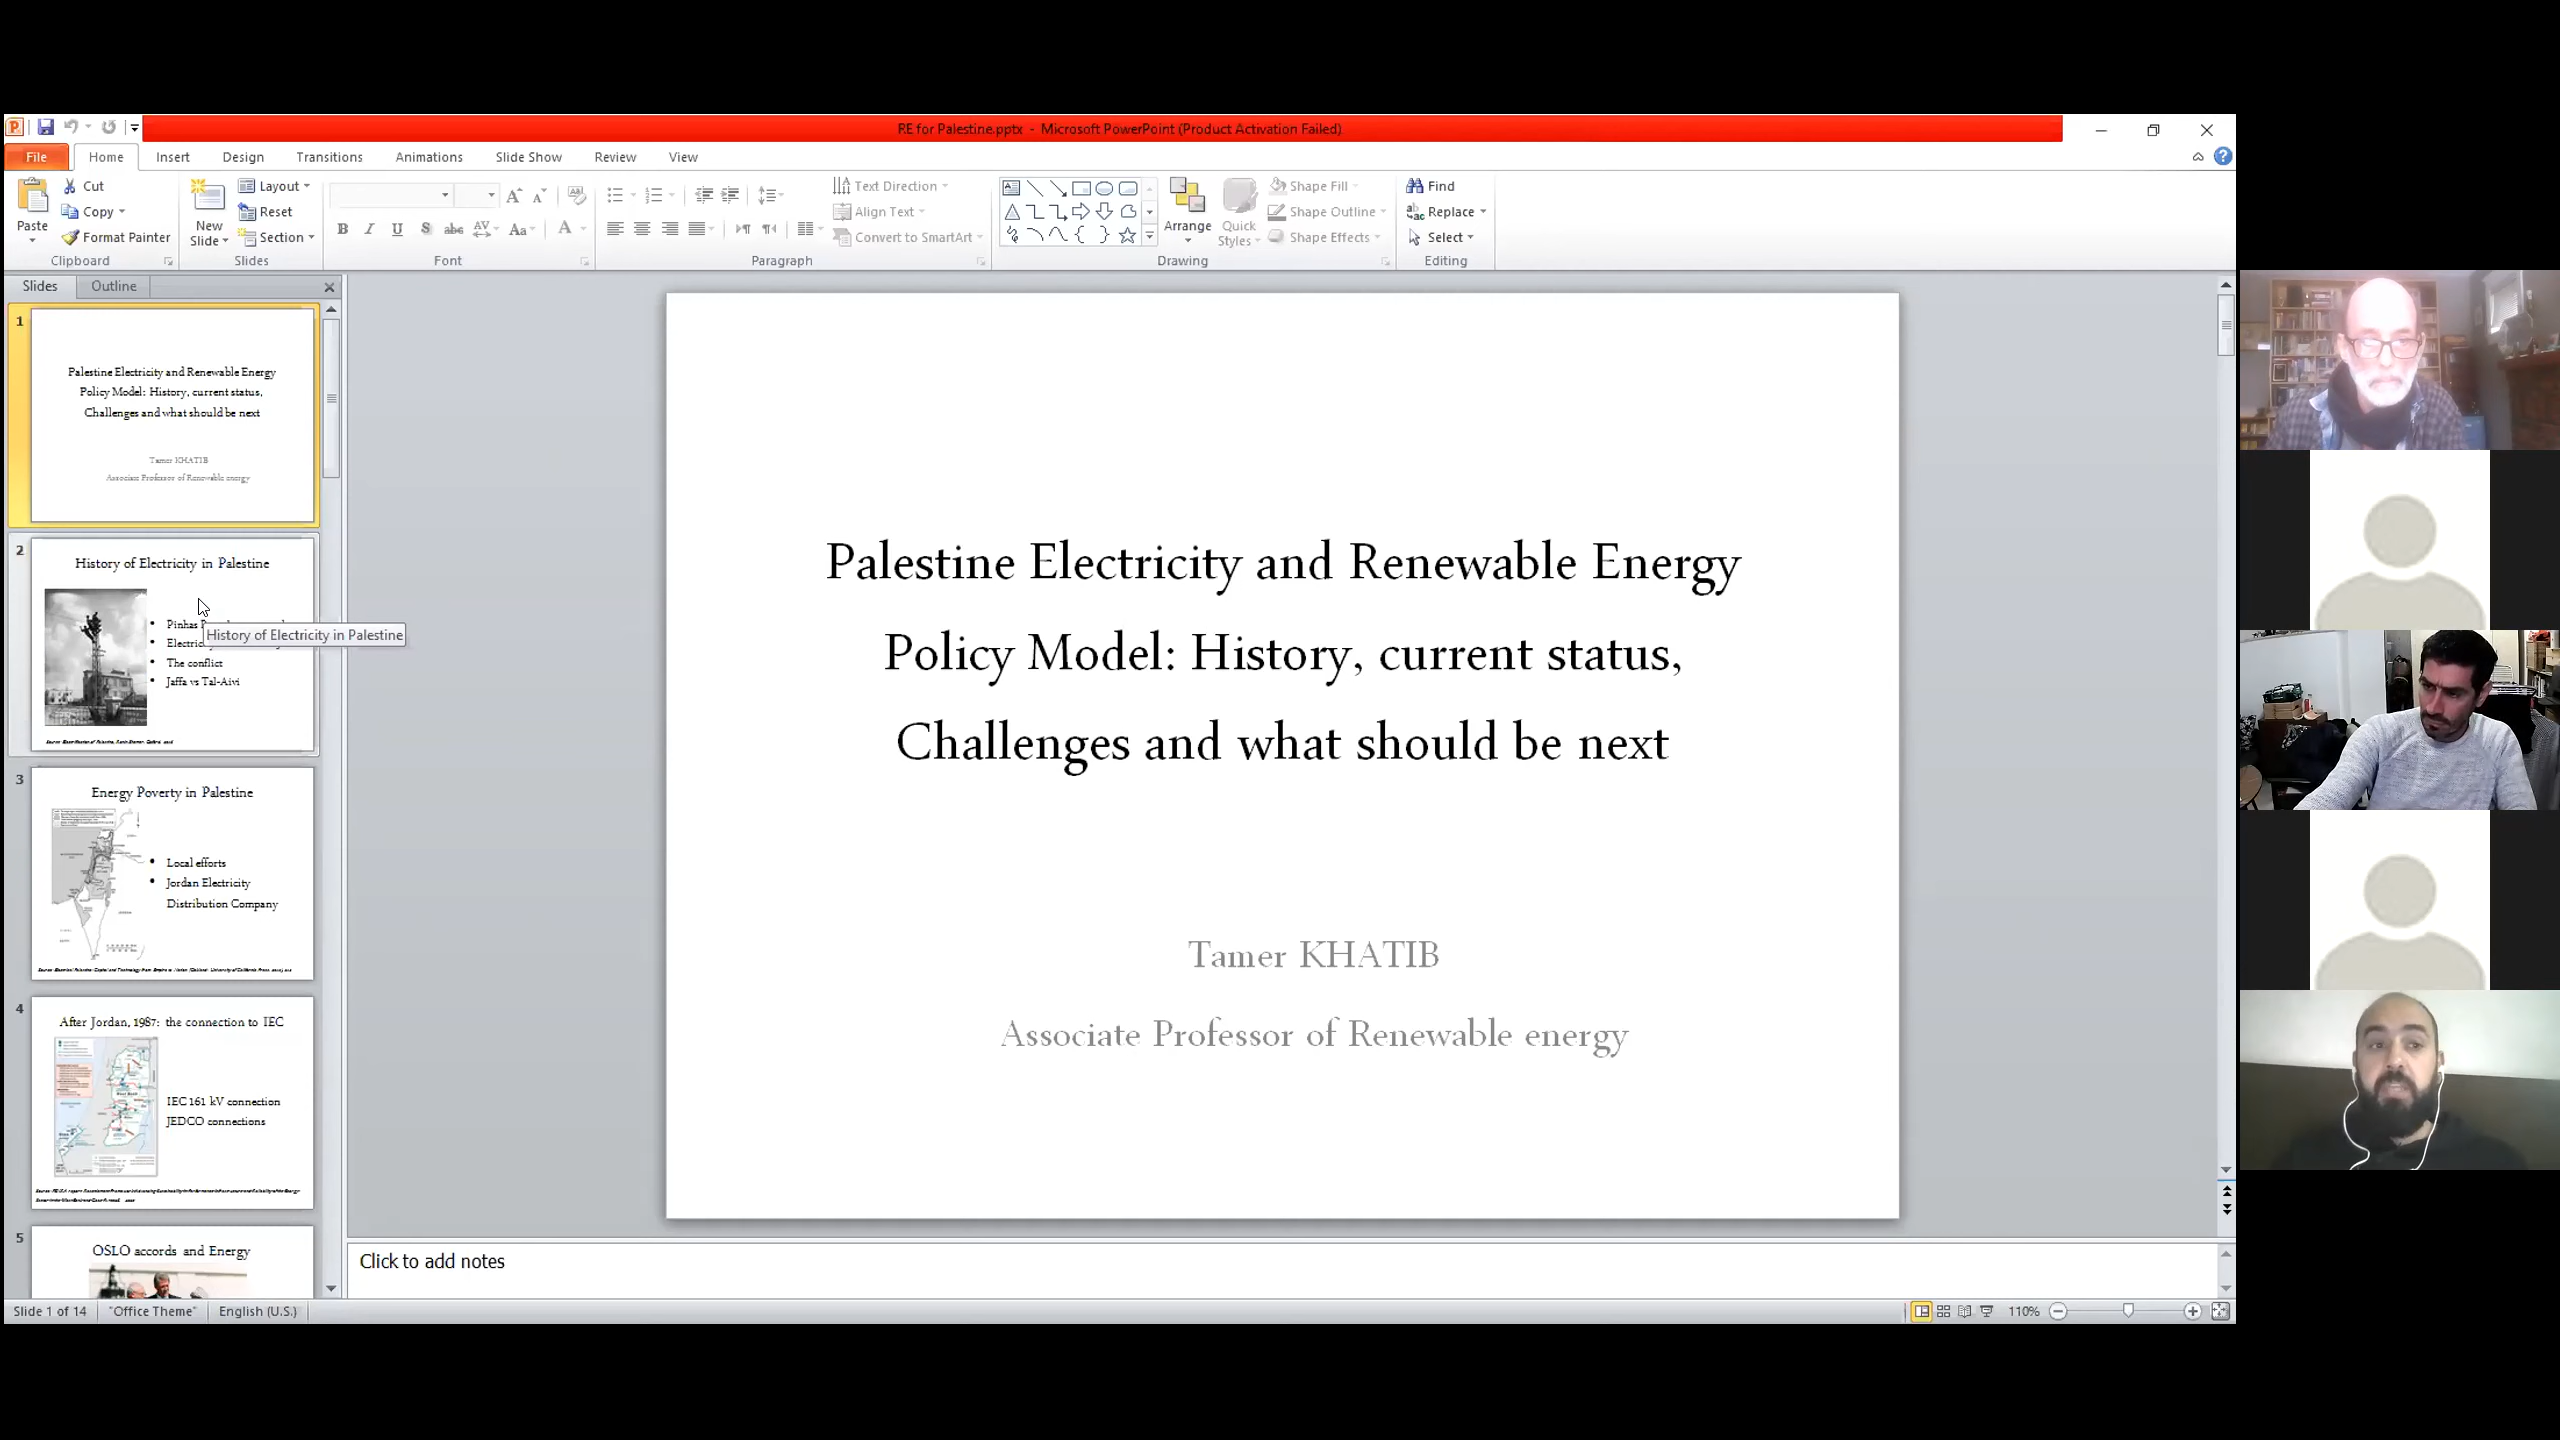 RE for Palestine.pptx - Microsoft PowerPoint (Product Activation Failed)
File Home Insert Design Transitions Animations Slide Show Review View
Cut
Copy
Format Painter
Paste
Clipboard
New
Slide
Layout
Reset
Section
Slides
B I U S abc AV Aa A
Font
Text Direction
Align Text
Convert to SmartArt
Paragraph
Arrange
Quick
Styles
Shape Fill
Shape Outline
Shape Effects
Drawing
Find
Replace
Select
Editing
Slides Outline
1
Palestine Electricity and Renewable Energy
Policy Model: History, current status,
Challenges and what should be next
Tamer KHATIB
Associate Professor of Renewable energy
2
History of Electricity in Palestine
Pinhas
History of Electricity in Palestine
The conflict
Jaffa vs Tal-Aivi
3
Energy Poverty in Palestine
Local efforts
Jordan Electricity
Distribution Company
4
After Jordan, 1987: the connection to IEC
IEC 161 kV connection
JEDCO connections
5
OSLO accords and Energy
Palestine Electricity and Renewable Energy
Policy Model: History, current status,
Challenges and what should be next
Tamer KHATIB
Associate Professor of Renewable energy
Click to add notes
Slide 1 of 14 "Office Theme" English (U.S.) 110%